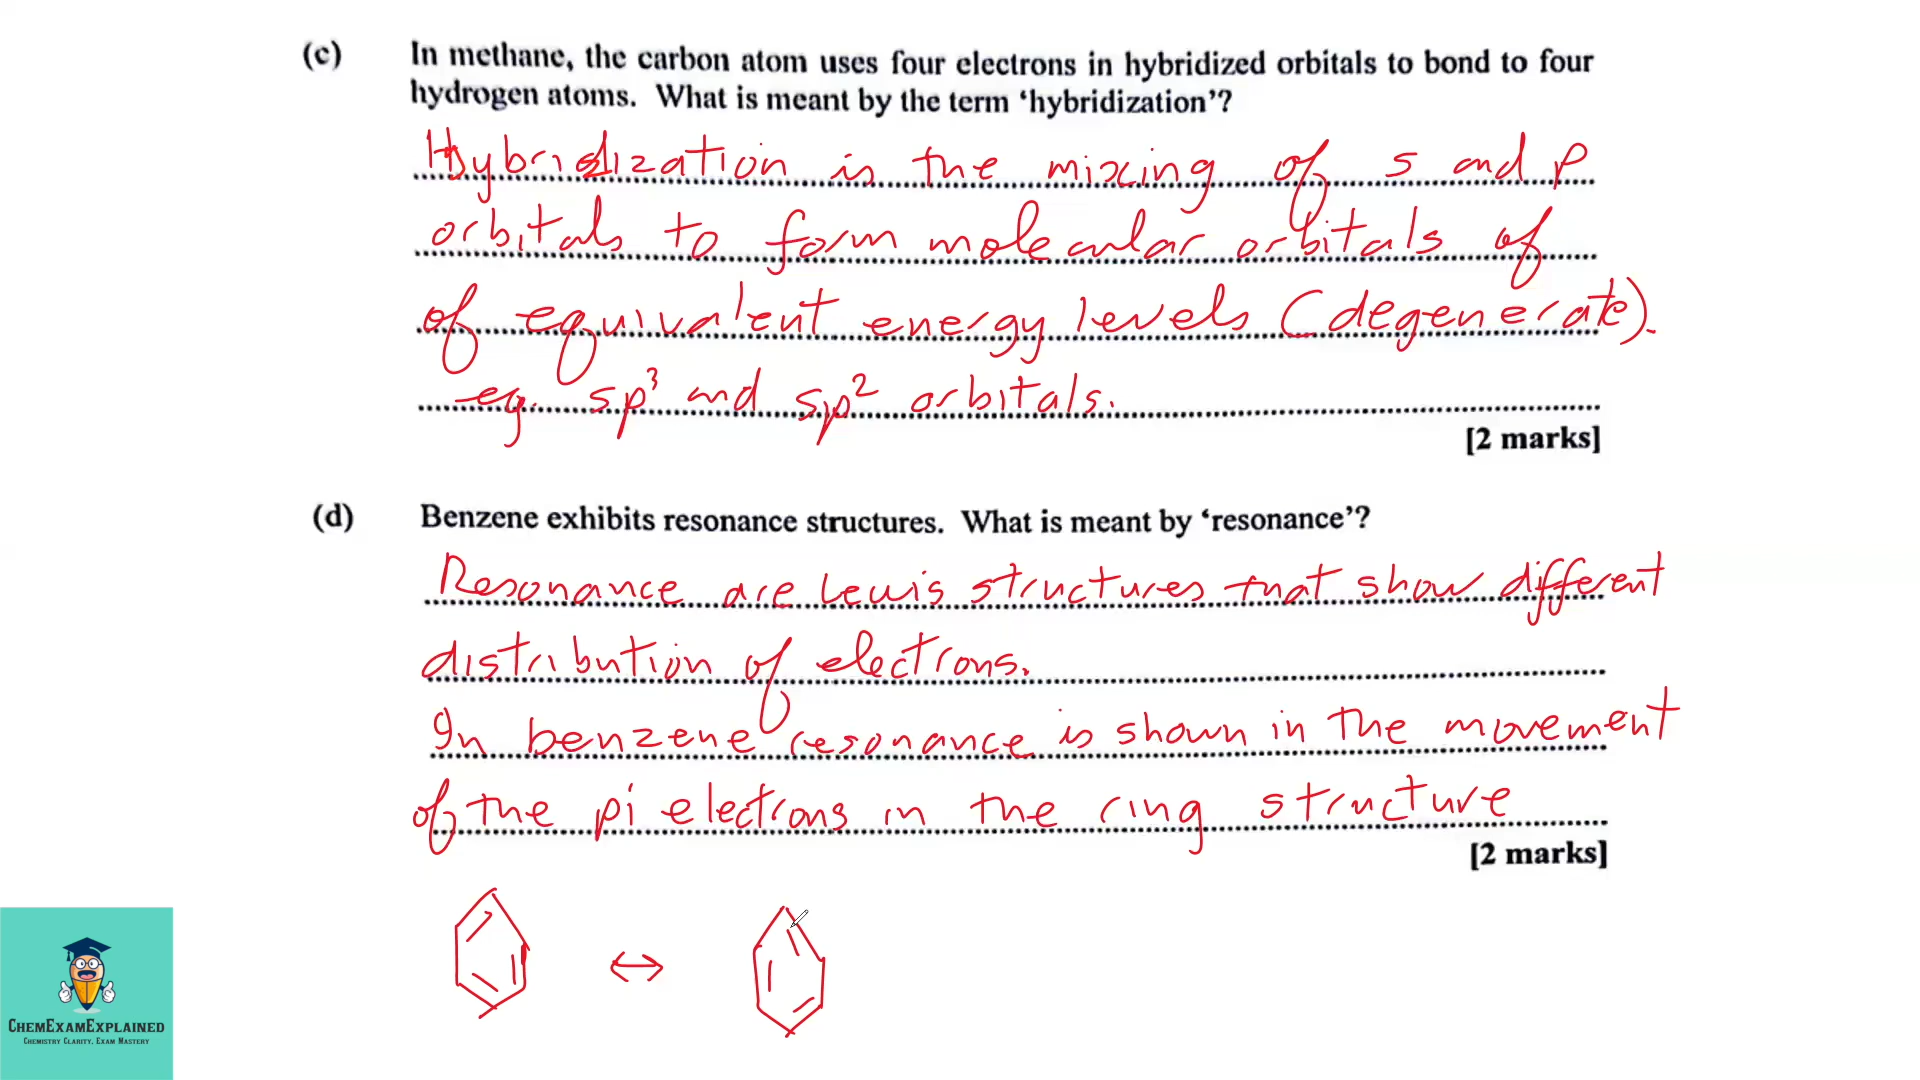 (c) In methane, the carbon atom uses four electrons in hybridized orbitals to bond to four
hydrogen atoms. What is meant by the term ‘hybridization’?
Hybridization is the mixing of s and p
orbitals to form molecular orbitals of
of equivalent energy levels (degenerate).
eg. sp³ and sp² orbitals.
[2 marks]
(d) Benzene exhibits resonance structures. What is meant by ‘resonance’?
Resonance are Lewis structures that show different
distribution of electrons.
In benzene resonance is shown in the movement
of the pi electrons in the ring structure
[2 marks]
ChemExamExplained
Chemistry Clarity. Exam Mastery